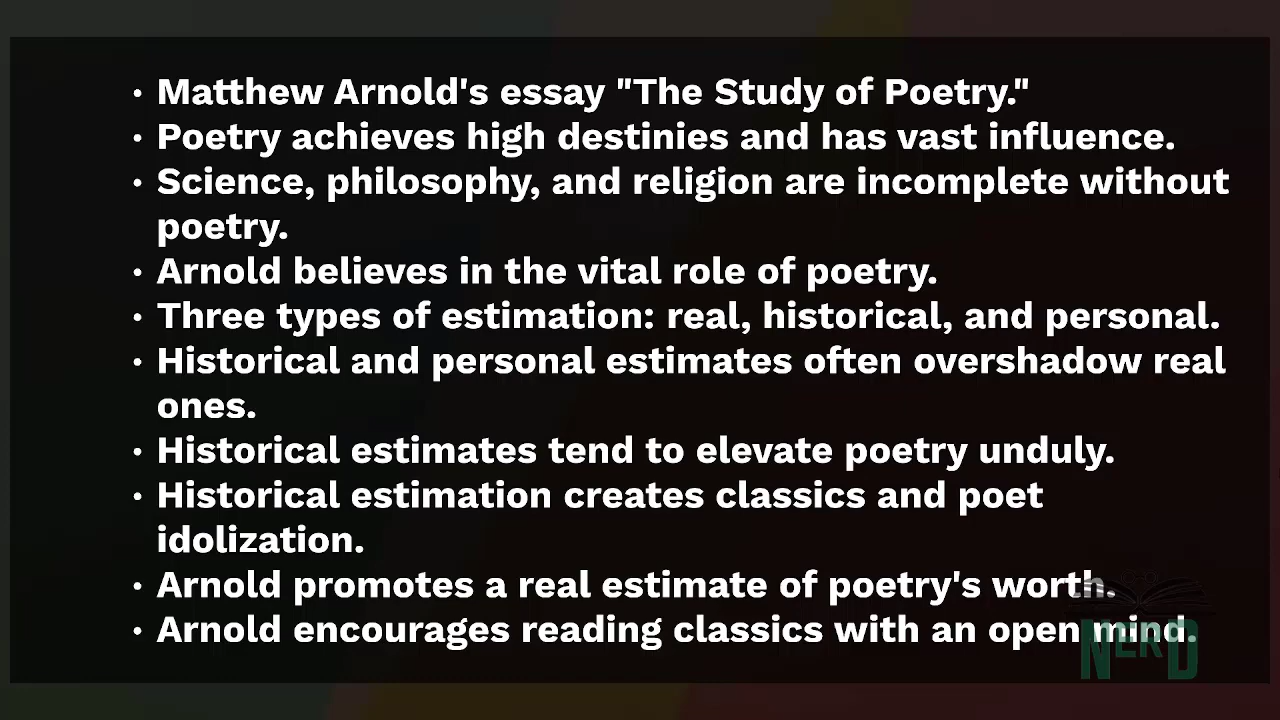 • Matthew Arnold's essay "The Study of Poetry."
• Poetry achieves high destinies and has vast influence.
• Science, philosophy, and religion are incomplete without
poetry.
• Arnold believes in the vital role of poetry.
• Three types of estimation: real, historical, and personal.
• Historical and personal estimates often overshadow real
ones.
• Historical estimates tend to elevate poetry unduly.
• Historical estimation creates classics and poet
idolization.
• Arnold promotes a real estimate of poetry's worth.
• Arnold encourages reading classics with an open mind.
NERD